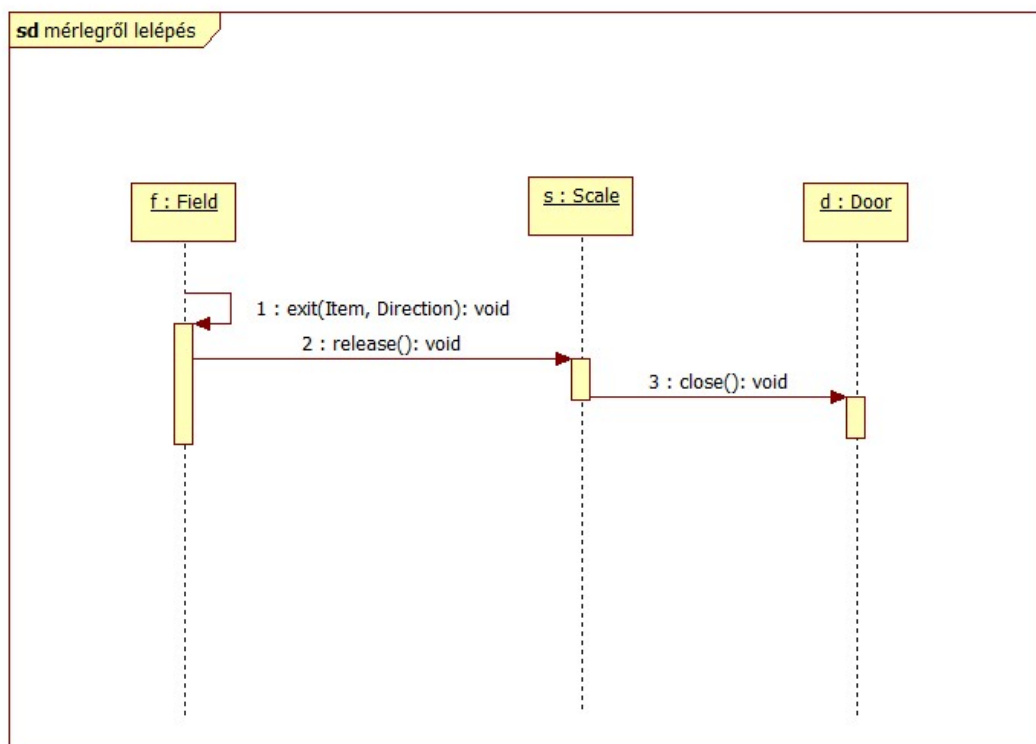 sd mérlegről lelépés
f : Field
s : Scale
d : Door
1 : exit(Item, Direction): void
2 : release(): void
3 : close(): void